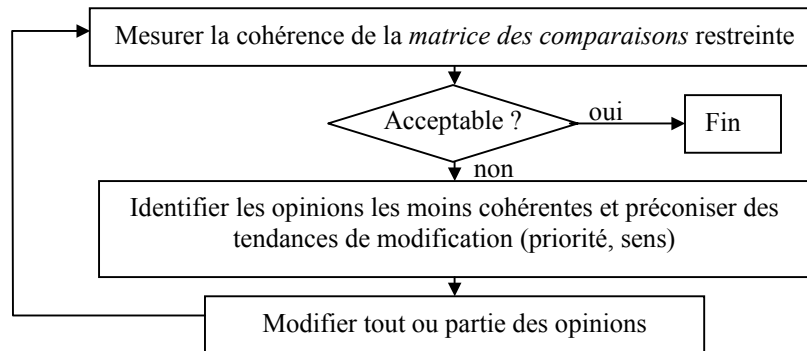 Mesurer la cohérence de la matrice des comparaisons restreinte
Acceptable ?
oui
Fin
non
Identifier les opinions les moins cohérentes et préconiser des
tendances de modification (priorité, sens)
Modifier tout ou partie des opinions